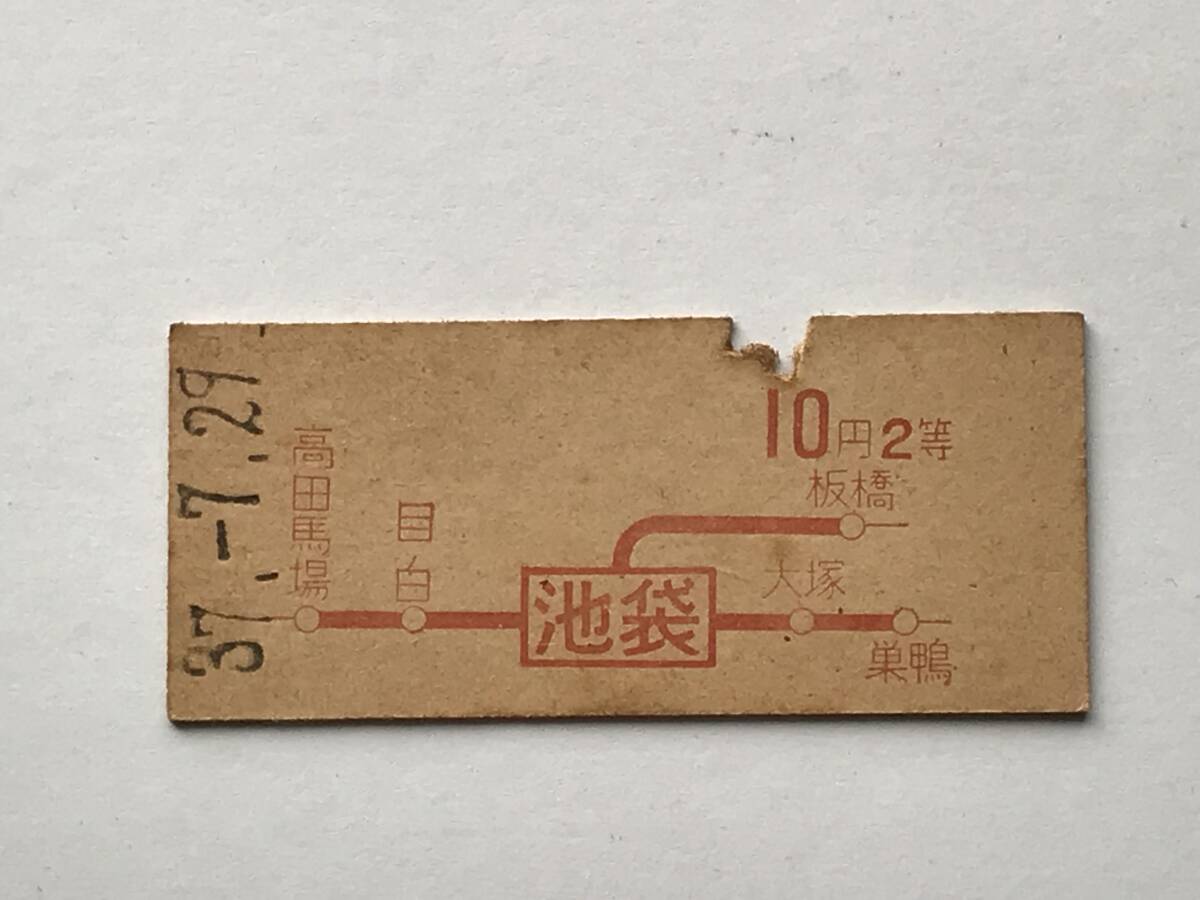 37.-7.29
10円2等
板橋
高田馬場
目白
池袋
大塚
巣鴨